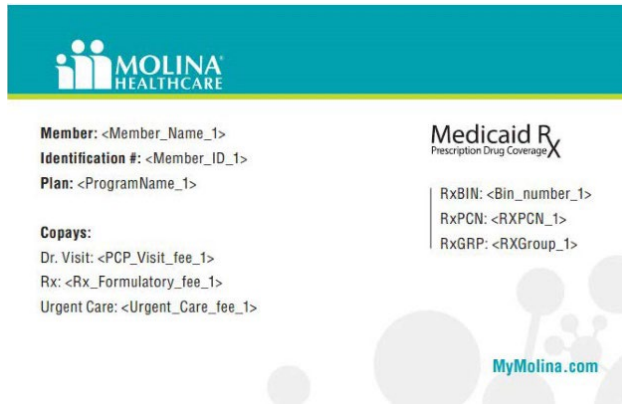 MOLINA®
HEALTHCARE
Member: <Member_Name_1>
Identification #: <Member_ID_1>
Plan: <ProgramName_1>
Copays:
Dr. Visit: <PCP_Visit_fee_1>
Rx: <Rx_Formulatory_fee_1>
Urgent Care: <Urgent_Care_fee_1>
Medicaid Rx
Prescription Drug Coverage
RxBIN: <Bin_number_1>
RxPCN: <RXPCN_1>
RxGRP: <RXGroup_1>
MyMolina.com